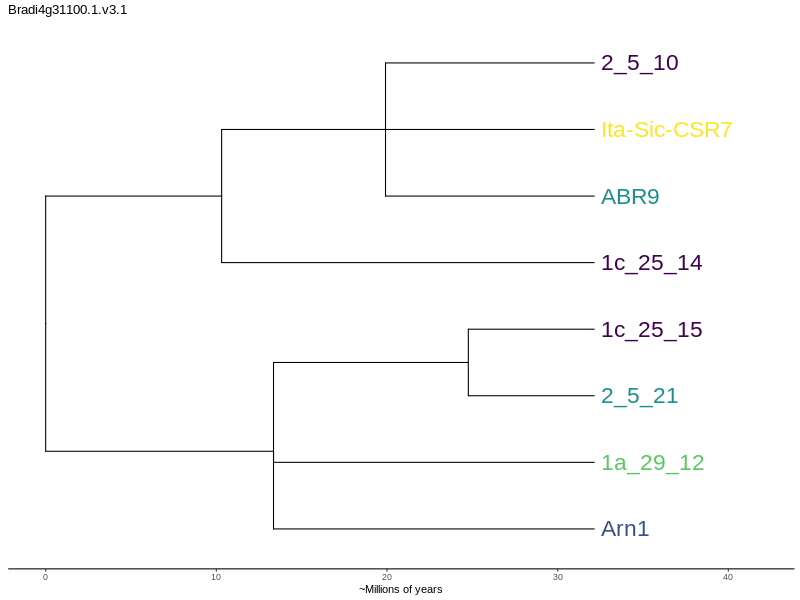 Bradi4g31100.1.v3.1
2_5_10
Ita-Sic-CSR7
ABR9
1c_25_14
1c_25_15
2_5_21
1a_29_12
Arn1
0 10 20 30 40
~Millions of years